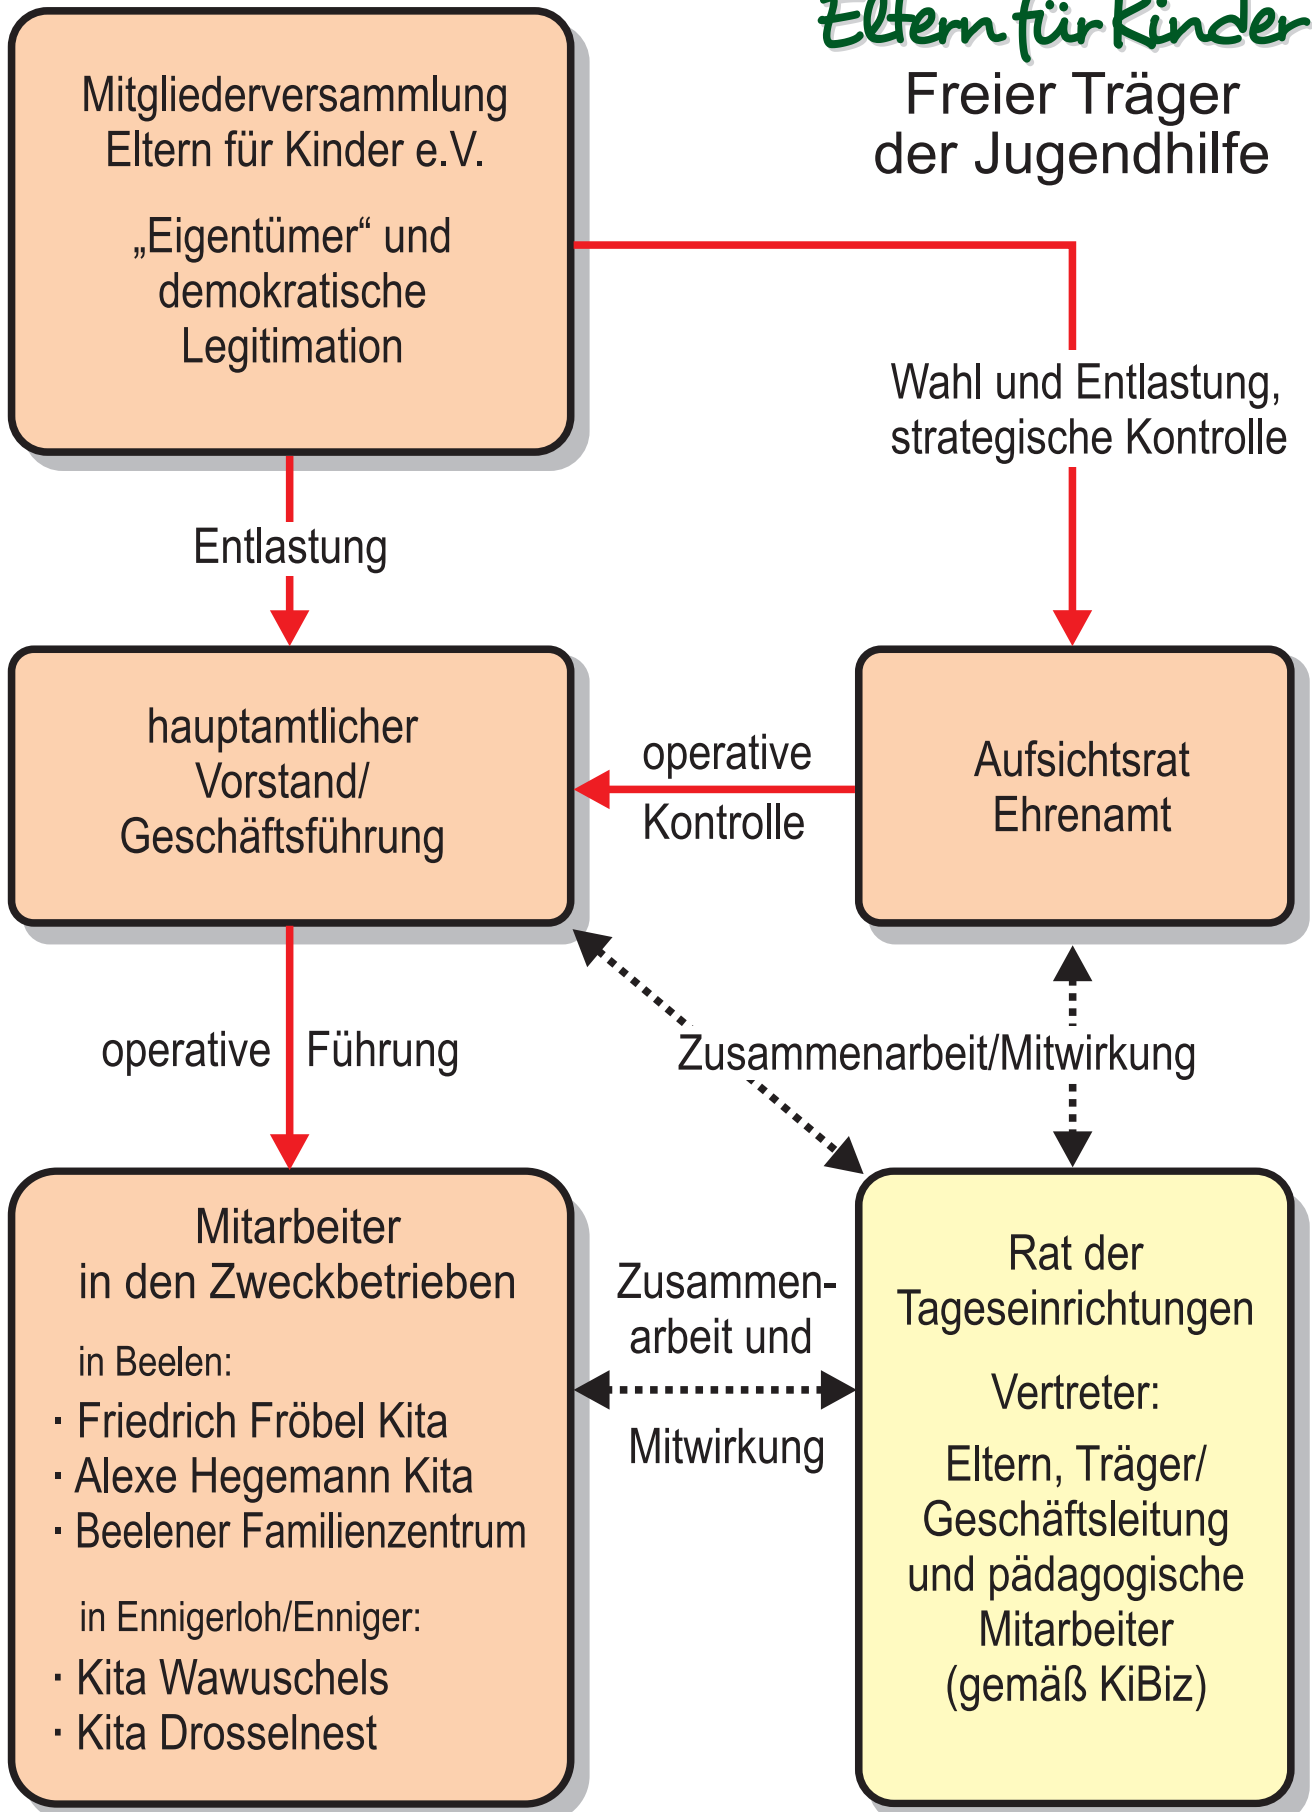 Eltern für Kinder
Freier Träger
der Jugendhilfe
Mitgliederversammlung
Eltern für Kinder e.V.
„Eigentümer“ und
demokratische
Legitimation
Wahl und Entlastung,
strategische Kontrolle
Entlastung
hauptamtlicher
Vorstand/
Geschäftsführung
operative
Kontrolle
Aufsichtsrat
Ehrenamt
operative Führung
Zusammenarbeit/Mitwirkung
Mitarbeiter
in den Zweckbetrieben
in Beelen:
· Friedrich Fröbel Kita
· Alexe Hegemann Kita
· Beelener Familienzentrum
in Ennigerloh/Enniger:
· Kita Wawuschels
· Kita Drosselnest
Zusammen-
arbeit und
Mitwirkung
Rat der
Tageseinrichtungen
Vertreter:
Eltern, Träger/
Geschäftsleitung
und pädagogische
Mitarbeiter
(gemäß KiBiz)